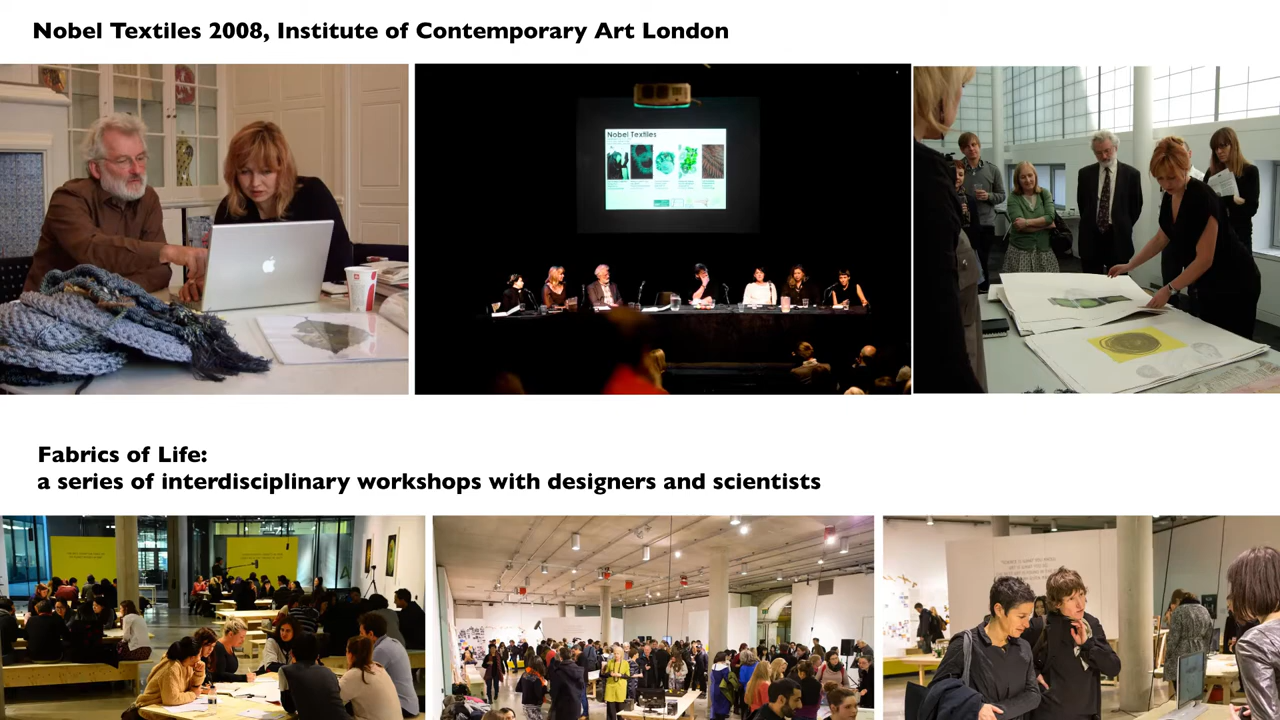 Nobel Textiles 2008, Institute of Contemporary Art London
Nobel Textiles
Fabrics of Life:
a series of interdisciplinary workshops with designers and scientists